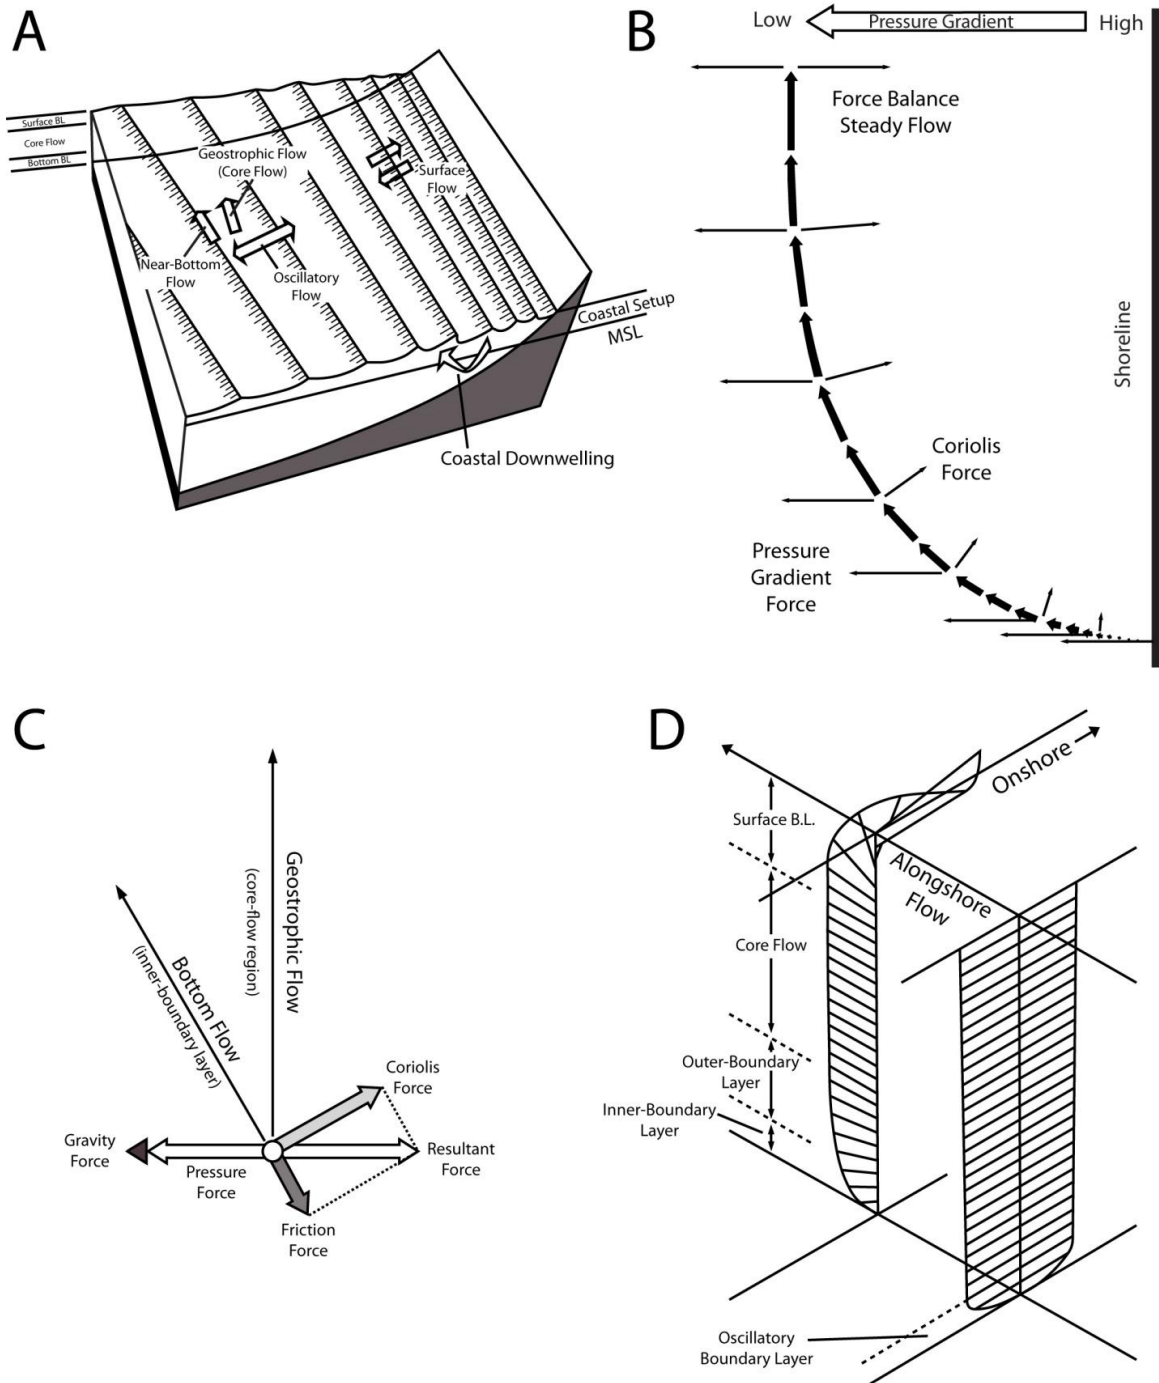 A
Surface BL
Core Flow
Bottom BL
Geostrophic Flow
(Core Flow)
Surface
Flow
Near-Bottom
Flow
Oscillatory
Flow
Coastal Setup
MSL
Coastal Downwelling
B
Low
Pressure Gradient
High
Force Balance
Steady Flow
Shoreline
Coriolis
Force
Pressure
Gradient
Force
C
Geostrophic Flow
(core-flow region)
Bottom Flow
(inner-boundary layer)
Coriolis
Force
Gravity
Force
Pressure
Force
Resultant
Force
Friction
Force
D
Onshore
Surface B.L.
Alongshore
Flow
Core Flow
Outer-Boundary
Layer
Inner-Boundary
Layer
Oscillatory
Boundary Layer